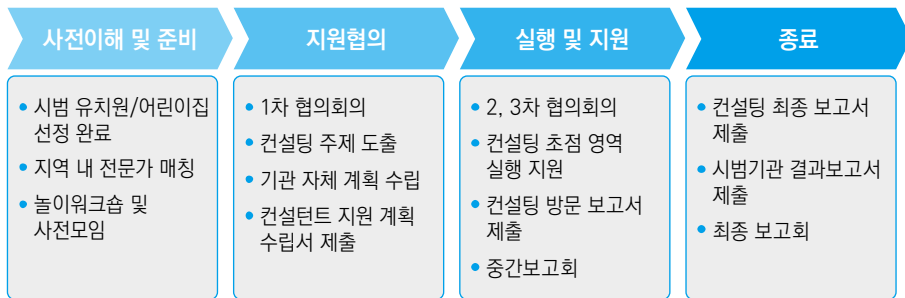 사전이해 및 준비
지원협의
실행 및 지원
종료
• 시범 유치원/어린이집
선정 완료
• 지역 내 전문가 매칭
• 놀이워크숍 및
사전모임
• 1차 협의회의
• 컨설팅 주제 도출
• 기관 자체 계획 수립
• 컨설턴트 지원 계획
수립서 제출
• 2, 3차 협의회의
• 컨설팅 초점 영역
실행 지원
• 컨설팅 방문 보고서
제출
• 중간보고회
• 컨설팅 최종 보고서
제출
• 시범기관 결과보고서
제출
• 최종 보고회